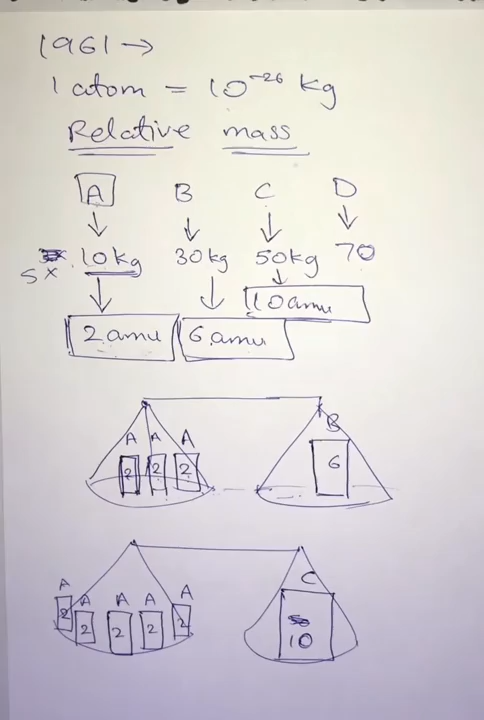 1961 →
1 atom = 10⁻²⁶ kg
Relative mass
A B C D
10kg 30kg 50kg 70
5x
10 amu
2 amu 6 amu
B
A A A
2 2 2 6
C
A A A A A
2 2 2 2 2
10